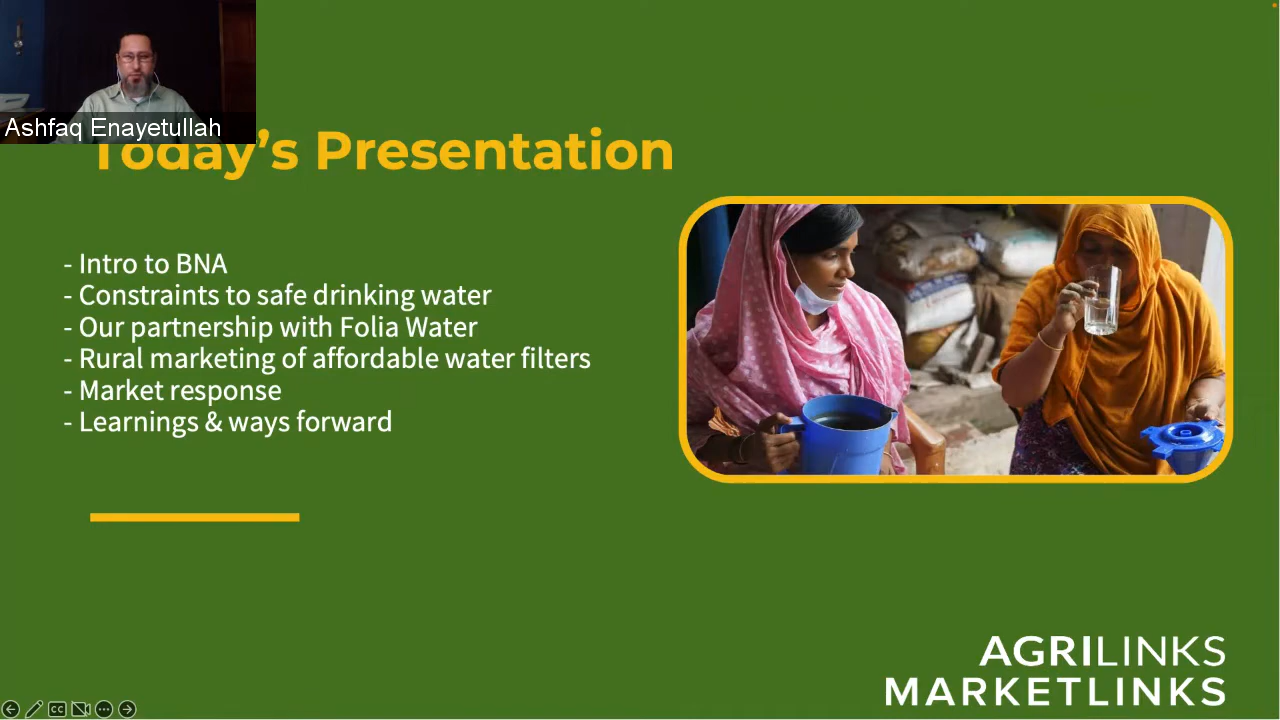 Ashfaq Enayetullah
Today's Presentation
- Intro to BNA
- Constraints to safe drinking water
- Our partnership with Folia Water
- Rural marketing of affordable water filters
- Market response
- Learnings & ways forward
AGRILINKS
MARKETLINKS
CC